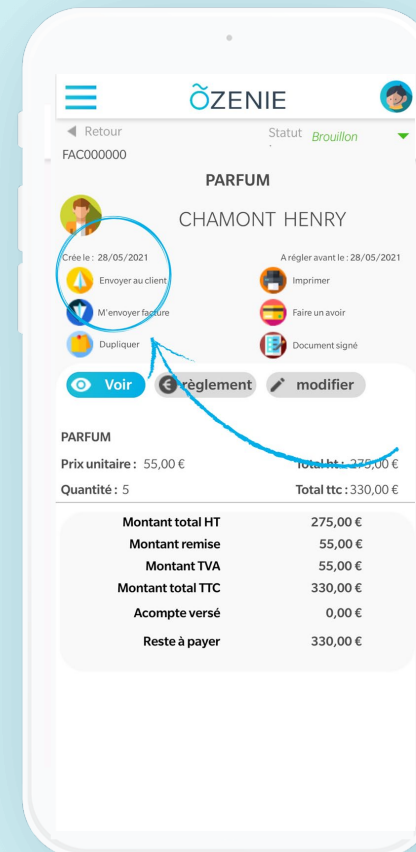 ÕZENIE
Retour Statut : Brouillon
FAC000000
PARFUM
CHAMONT HENRY
Crée le : 28/05/2021 A régler avant le : 28/05/2021
Envoyer au client Imprimer
M'envoyer facture Faire un avoir
Dupliquer Document signé
Voir règlement modifier
PARFUM
Prix unitaire : 55,00 € Total ht : 275,00 €
Quantité : 5 Total ttc : 330,00 €
Montant total HT 275,00 €
Montant remise 55,00 €
Montant TVA 55,00 €
Montant total TTC 330,00 €
Acompte versé 0,00 €
Reste à payer 330,00 €